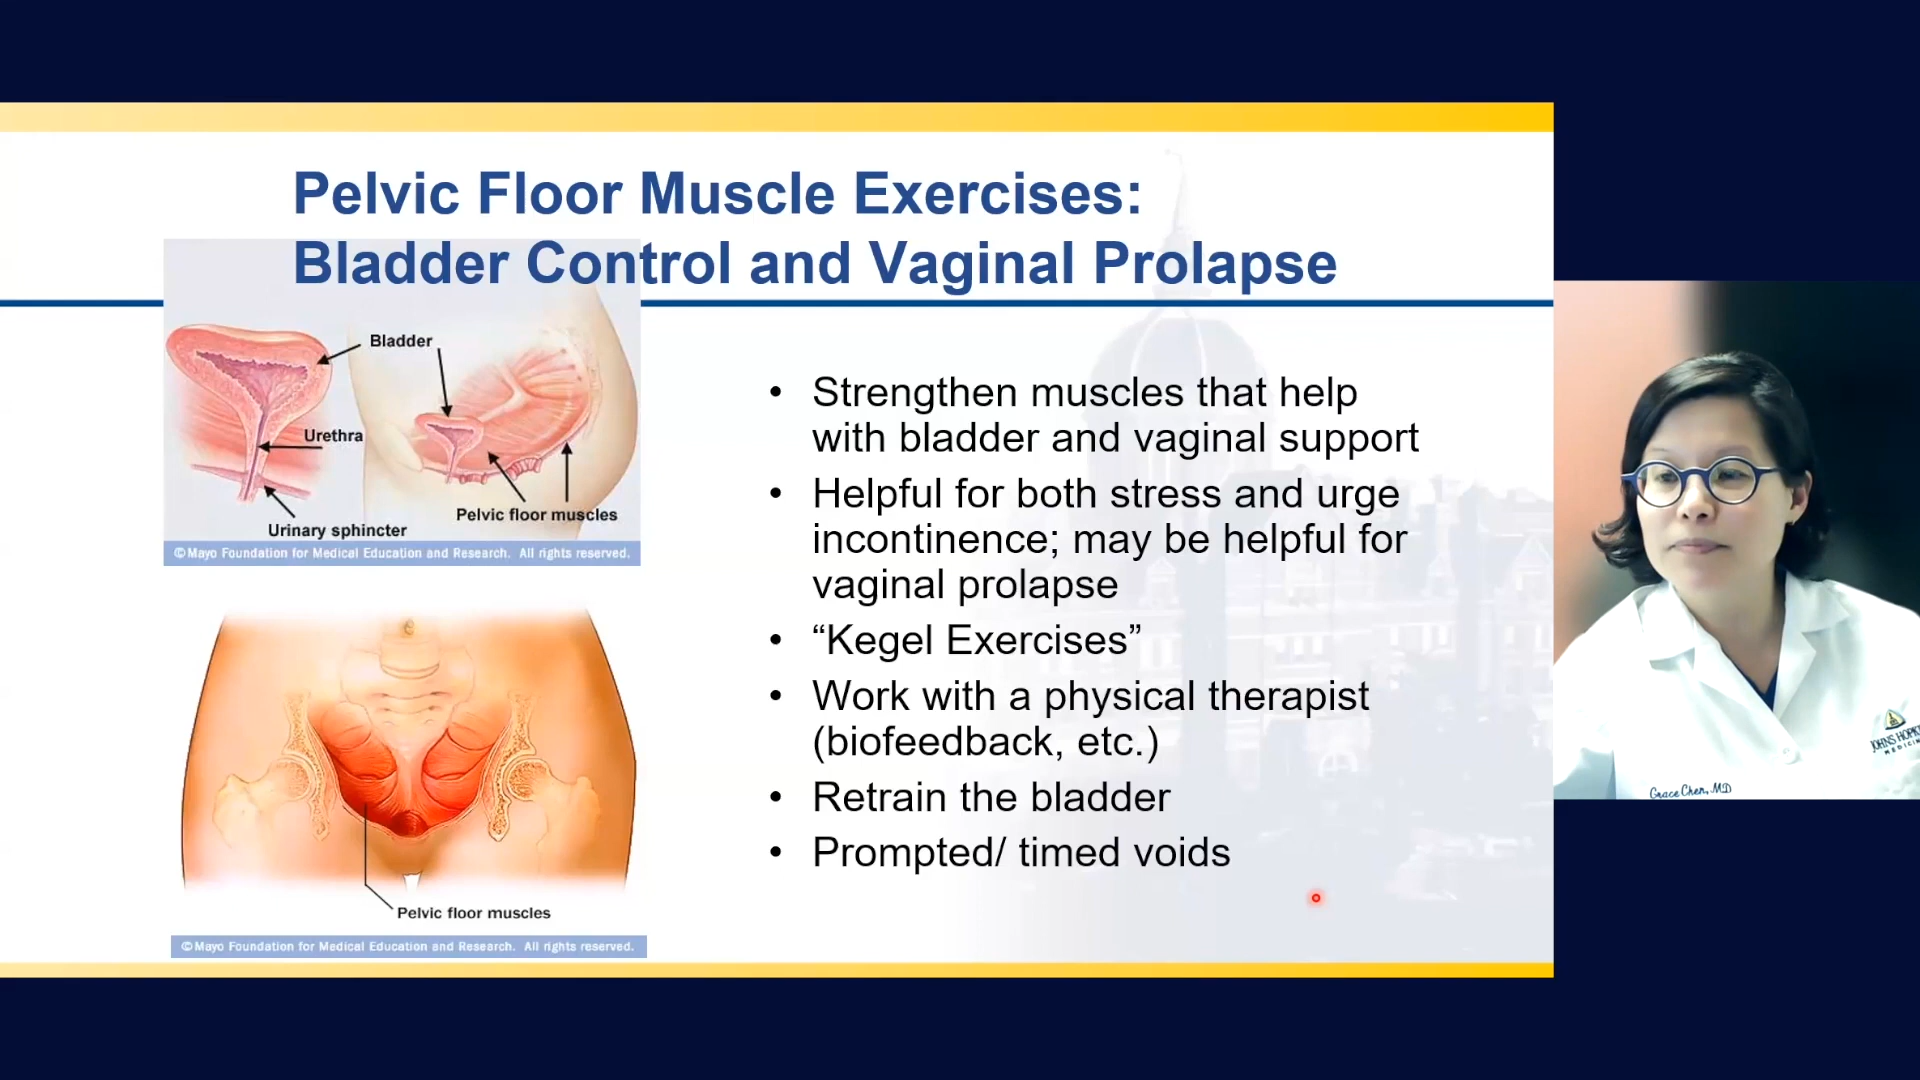 Pelvic Floor Muscle Exercises:
Bladder Control and Vaginal Prolapse
Bladder
Urethra
Urinary sphincter
Pelvic floor muscles
©Mayo Foundation for Medical Education and Research. All rights reserved.
Pelvic floor muscles
©Mayo Foundation for Medical Education and Research. All rights reserved.
• Strengthen muscles that help
with bladder and vaginal support
• Helpful for both stress and urge
incontinence; may be helpful for
vaginal prolapse
• “Kegel Exercises”
• Work with a physical therapist
(biofeedback, etc.)
• Retrain the bladder
• Prompted/ timed voids
JOHNS
Grace Chen, MD